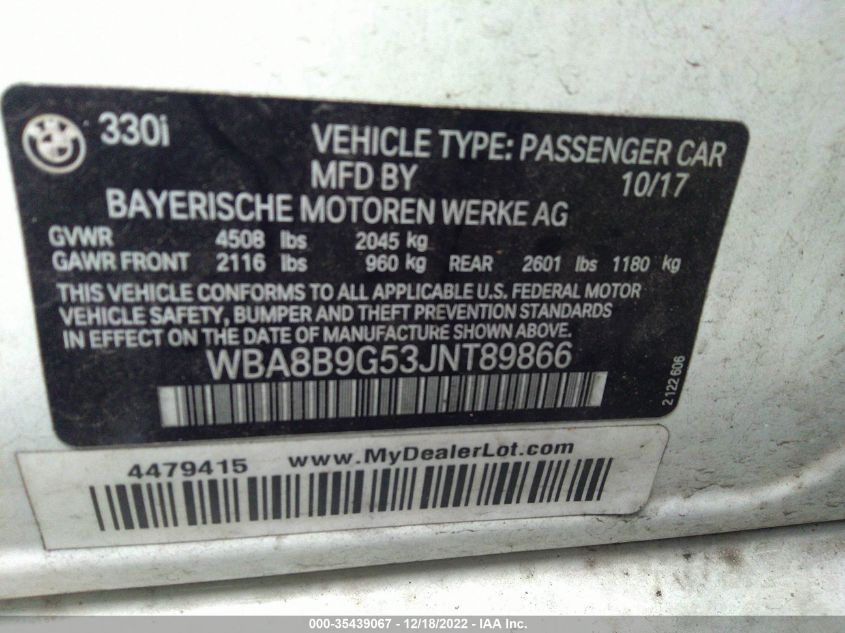 330i
VEHICLE TYPE: PASSENGER CAR
MFD BY 10/17
BAYERISCHE MOTOREN WERKE AG
GVWR 4508 lbs 2045 kg
GAWR FRONT 2116 lbs 960 kg REAR 2601 lbs 1180 kg
THIS VEHICLE CONFORMS TO ALL APPLICABLE U.S. FEDERAL MOTOR
VEHICLE SAFETY, BUMPER AND THEFT PREVENTION STANDARDS
IN EFFECT ON THE DATE OF MANUFACTURE SHOWN ABOVE.
WBA8B9G53JNT89866
2 122 606
4479415 www.MyDealerLot.com
000-35439067 - 12/18/2022 - IAA Inc.